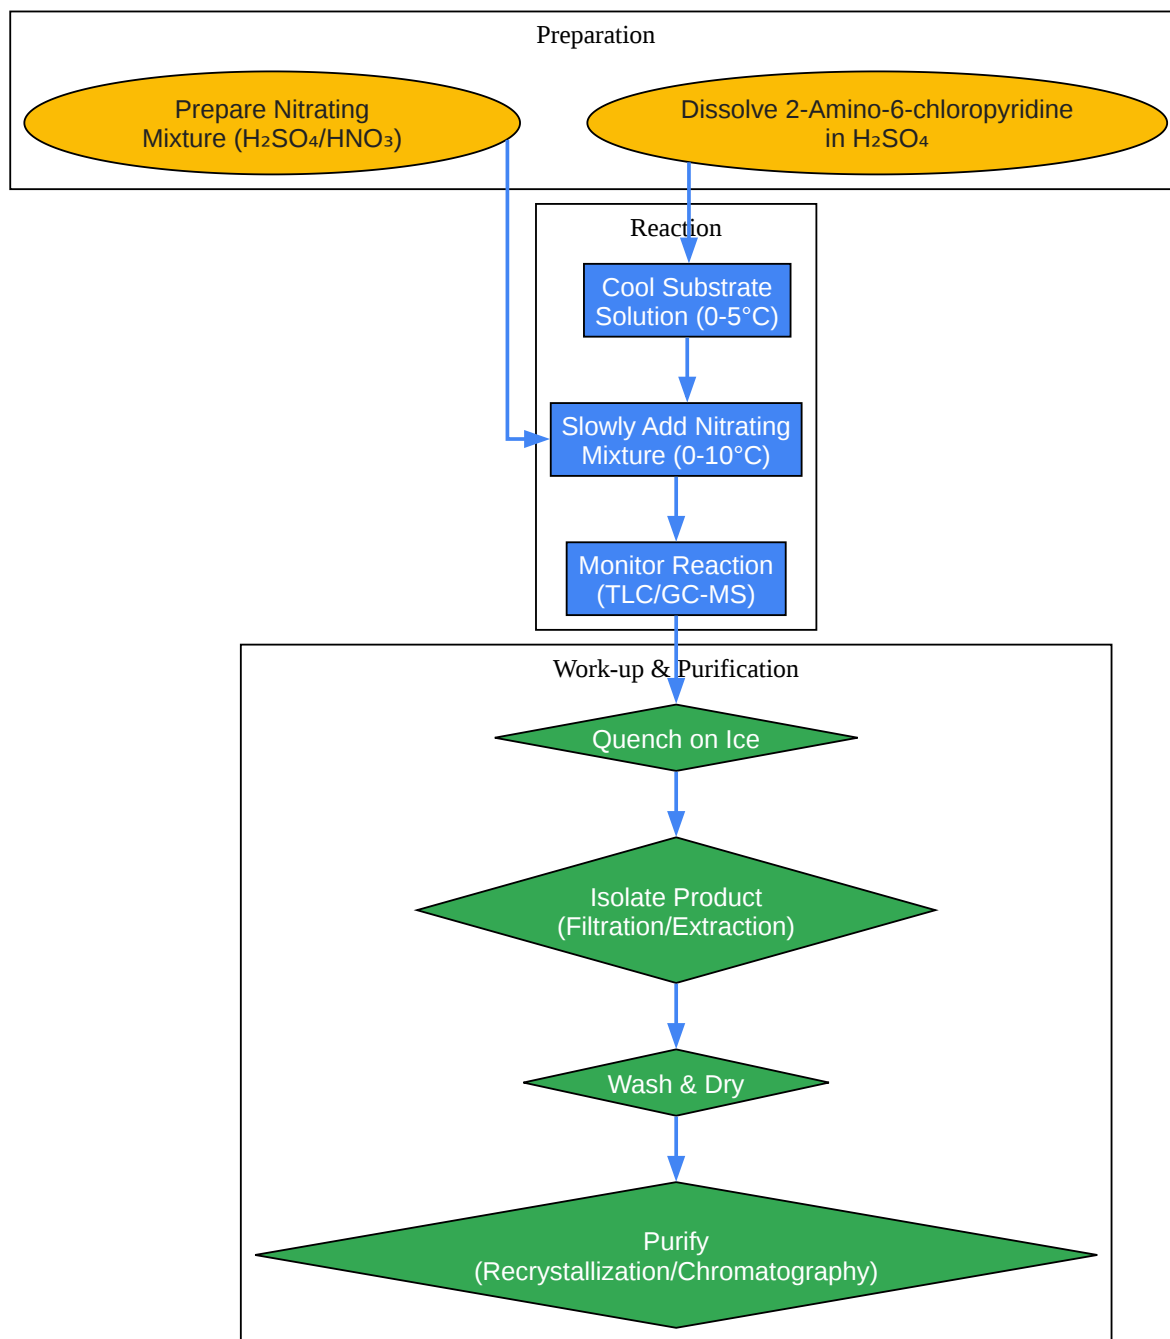 Preparation
Prepare Nitrating
Mixture (H₂SO₄/HNO₃)
Dissolve 2-Amino-6-chloropyridine
in H₂SO₄
Reaction
Cool Substrate
Solution (0-5°C)
Slowly Add Nitrating
Mixture (0-10°C)
Monitor Reaction
(TLC/GC-MS)
Work-up & Purification
Quench on Ice
Isolate Product
(Filtration/Extraction)
Wash & Dry
Purify
(Recrystallization/Chromatography)